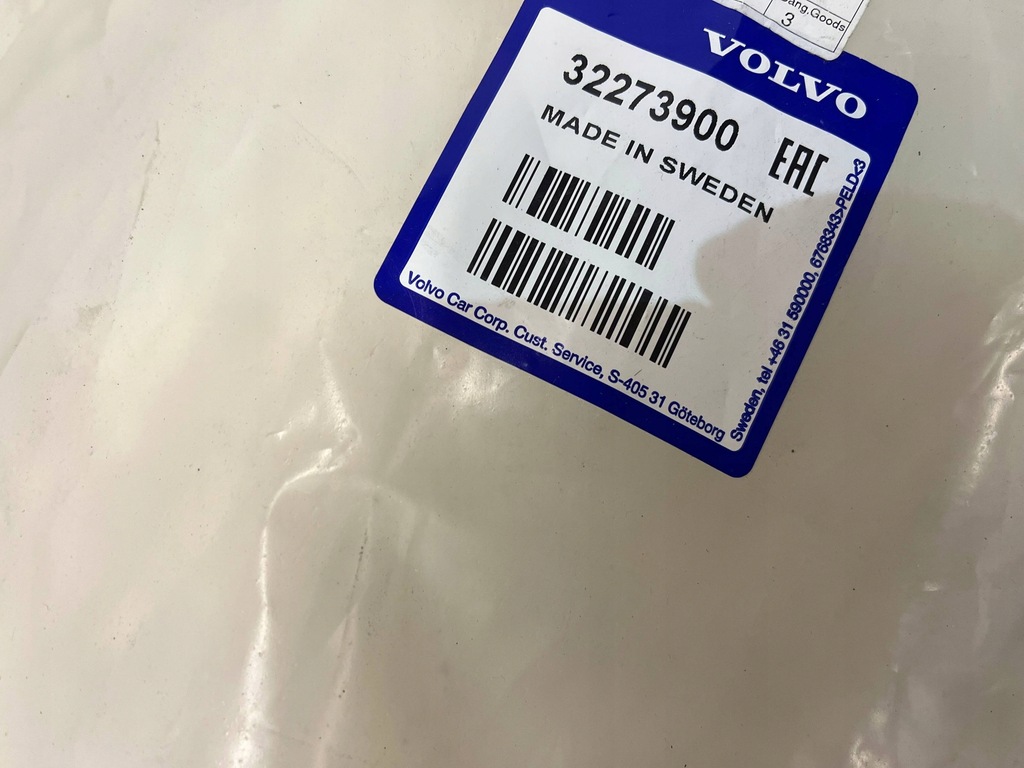 Dang.Goods
3
VOLVO
32273900
MADE IN SWEDEN
EAC
Volvo Car Corp. Cust. Service, S-405 31 Göteborg
Sweden, tel +46 31 590000. 6768343>PELD<3